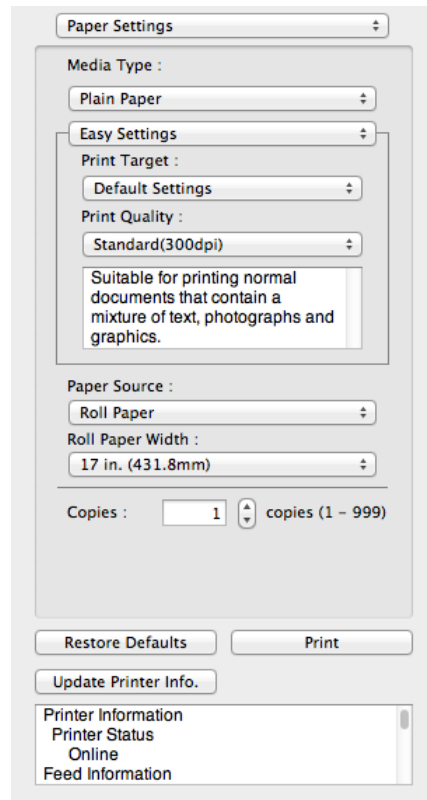 Paper Settings
Media Type :
Plain Paper
Easy Settings
Print Target :
Default Settings
Print Quality :
Standard(300dpi)
Suitable for printing normal
documents that contain a
mixture of text, photographs and
graphics.
Paper Source :
Roll Paper
Roll Paper Width :
17 in. (431.8mm)
Copies : 1 copies (1 – 999)
Restore Defaults Print
Update Printer Info.
Printer Information
Printer Status
Online
Feed Information